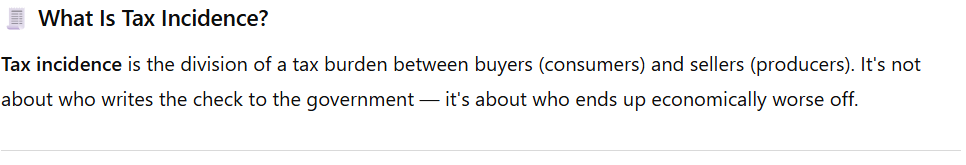 What Is Tax Incidence?
Tax incidence is the division of a tax burden between buyers (consumers) and sellers (producers). It's not
about who writes the check to the government — it's about who ends up economically worse off.